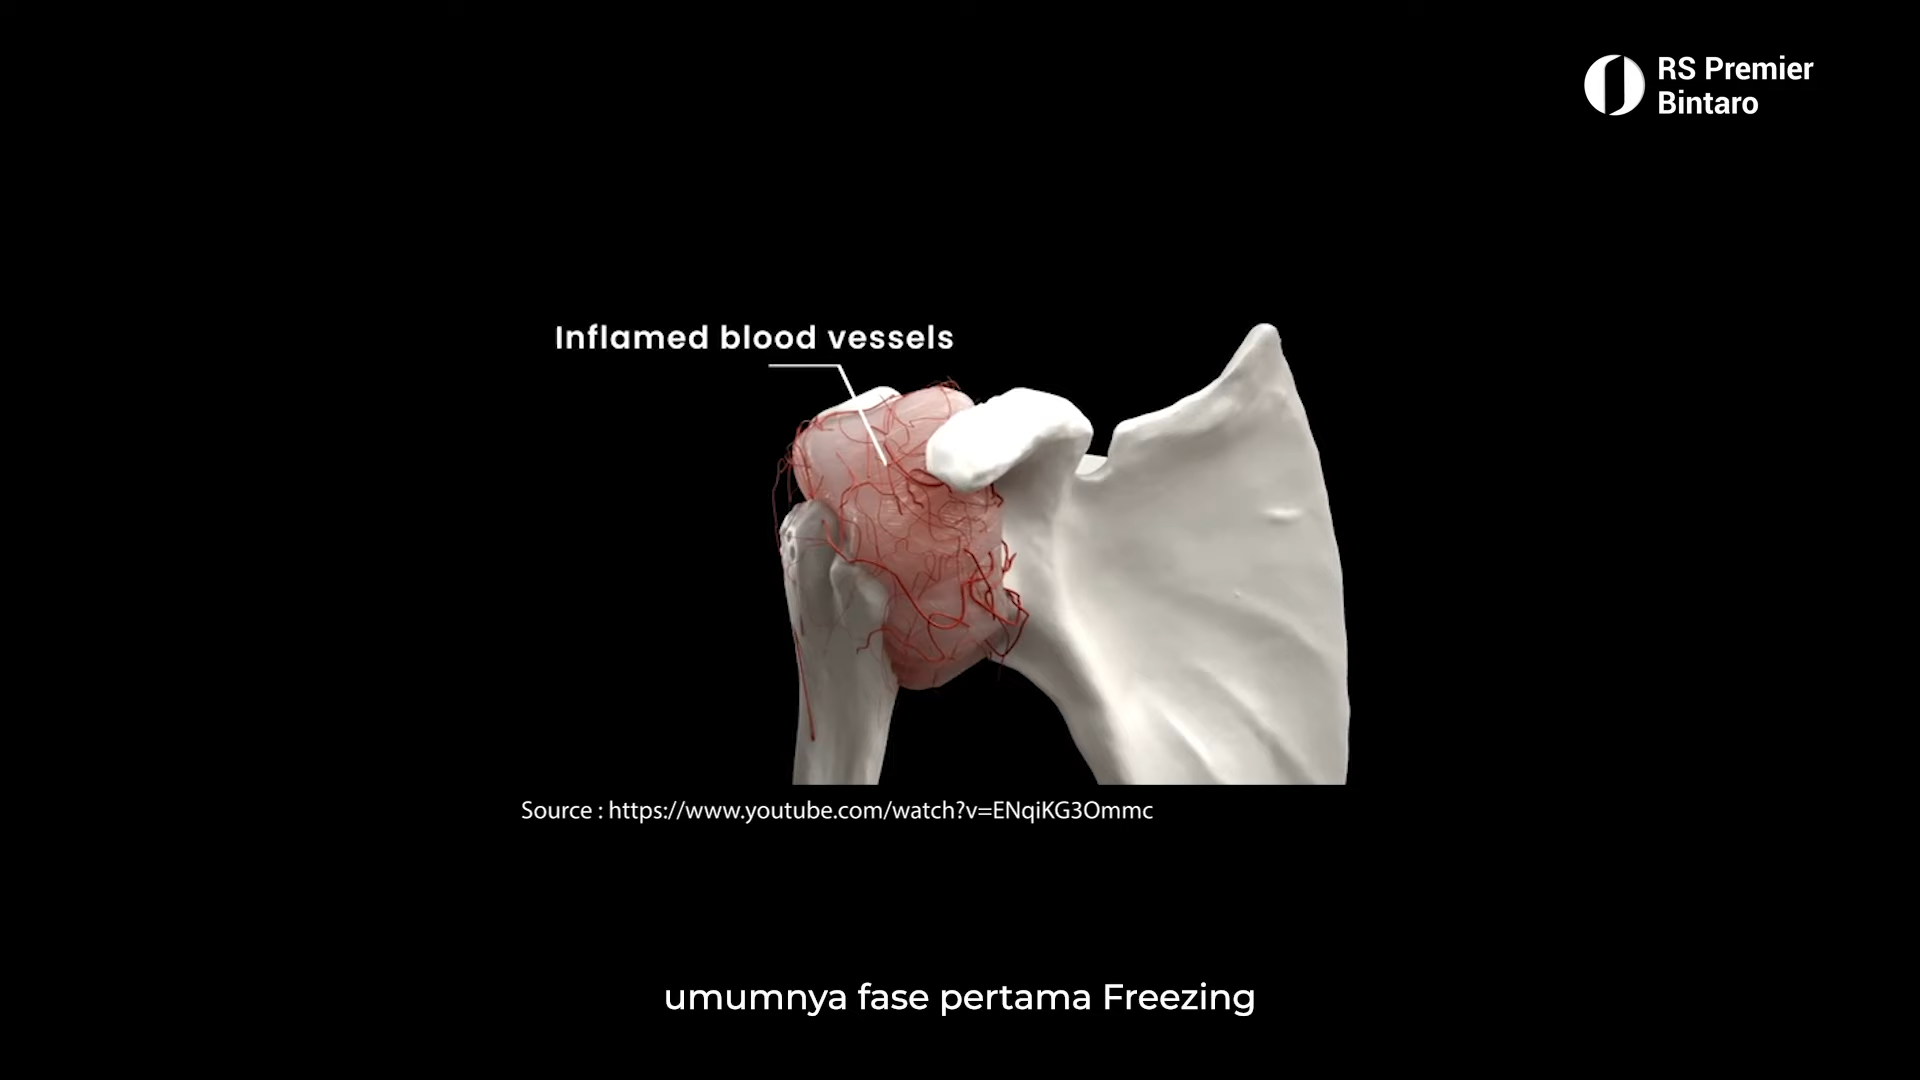 RS Premier
Bintaro
Inflamed blood vessels
Source : https://www.youtube.com/watch?v=ENqiKG3Ommc
umumnya fase pertama Freezing